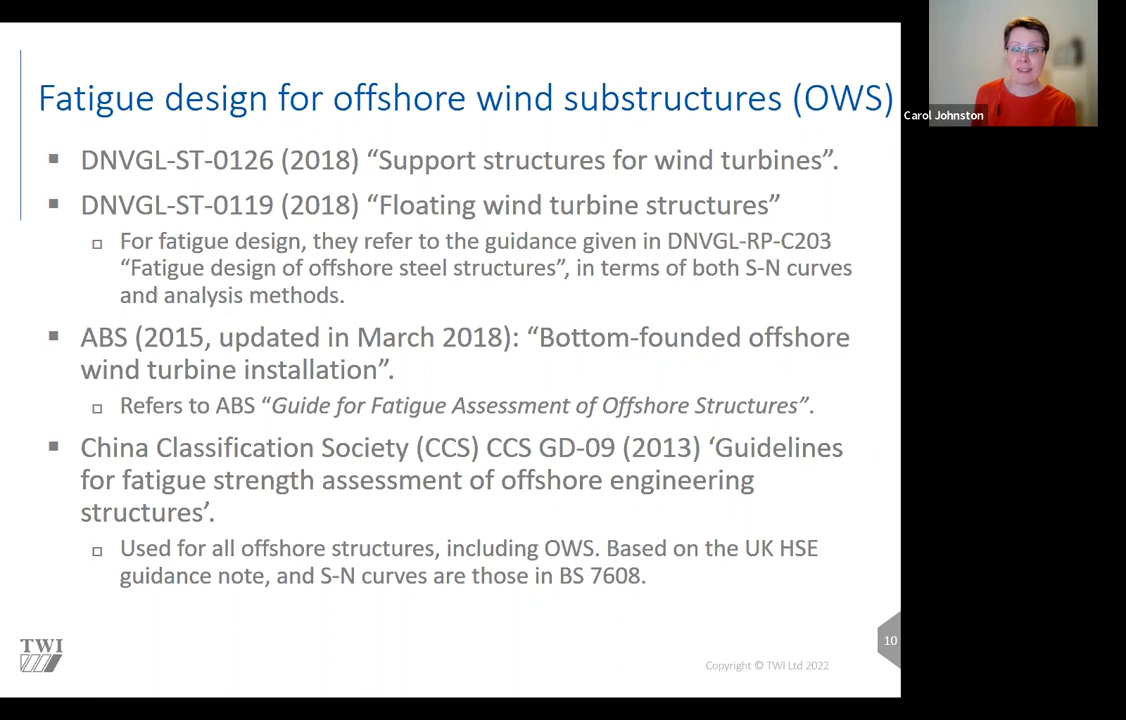 Fatigue design for offshore wind substructures (OWS)
Carol Johnston
▪ DNVGL-ST-0126 (2018) “Support structures for wind turbines”.
▪ DNVGL-ST-0119 (2018) “Floating wind turbine structures”
▫ For fatigue design, they refer to the guidance given in DNVGL-RP-C203
“Fatigue design of offshore steel structures”, in terms of both S-N curves
and analysis methods.
▪ ABS (2015, updated in March 2018): “Bottom-founded offshore
wind turbine installation”.
▫ Refers to ABS “Guide for Fatigue Assessment of Offshore Structures”.
▪ China Classification Society (CCS) CCS GD-09 (2013) ‘Guidelines
for fatigue strength assessment of offshore engineering
structures’.
▫ Used for all offshore structures, including OWS. Based on the UK HSE
guidance note, and S-N curves are those in BS 7608.
TWI
10
Copyright © TWI Ltd 2022